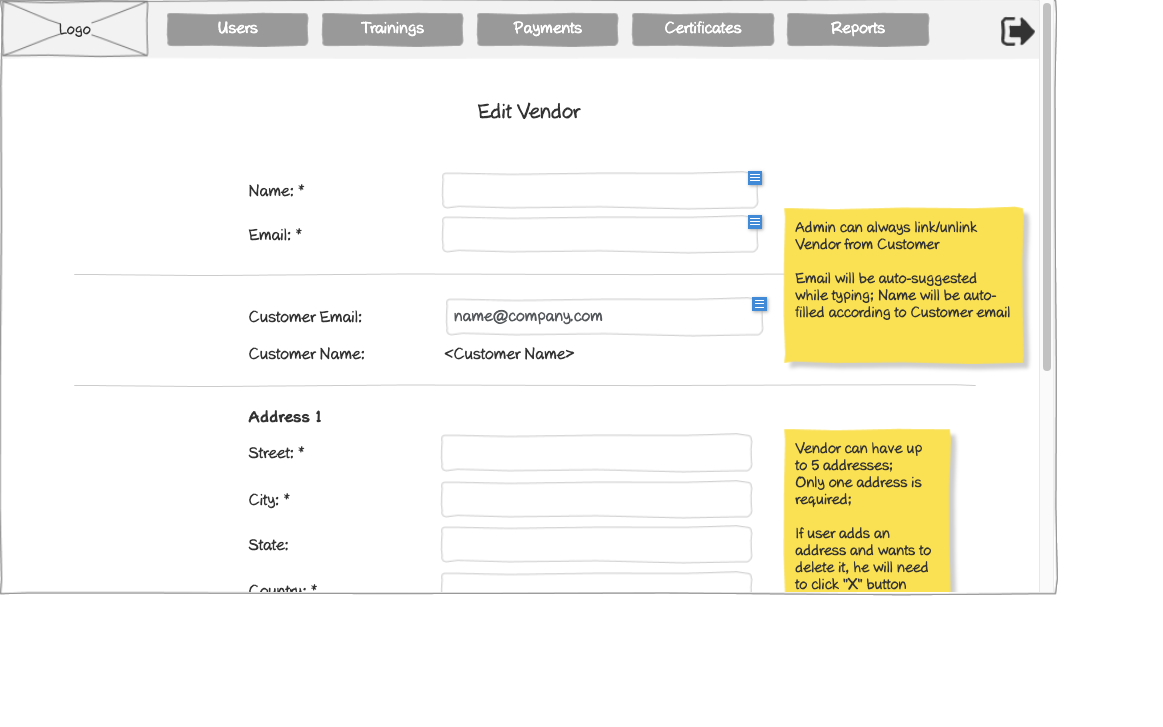 Logo
Users
Trainings
Payments
Certificates
Reports
Edit Vendor
Name: *
Email: *
Admin can always link/unlink
Vendor from Customer
Email will be auto-suggested
while typing; Name will be auto-
filled according to Customer email
Customer Email:
name@company.com
Customer Name:
<Customer Name>
Address 1
Street: *
City: *
State:
Country: *
Vendor can have up
to 5 addresses;
Only one address is
required;
If user adds an
address and wants to
delete it, he will need
to click "X" button